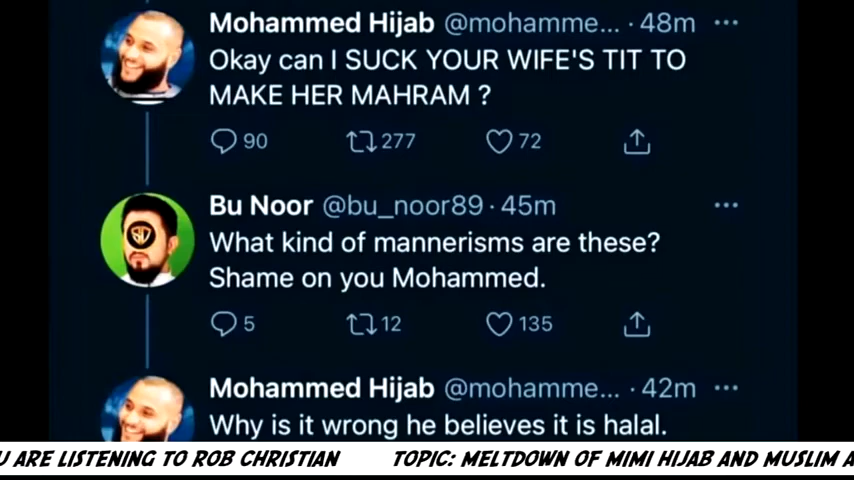 Mohammed Hijab @mohamme... · 48m ···
Okay can I SUCK YOUR WIFE'S TIT TO
MAKE HER MAHRAM ?
90 277 72
Bu Noor @bu_noor89 · 45m ···
What kind of mannerisms are these?
Shame on you Mohammed.
5 12 135
Mohammed Hijab @mohamme... · 42m ···
Why is it wrong he believes it is halal.
U ARE LISTENING TO ROB CHRISTIAN TOPIC: MELTDOWN OF MIMI HIJAB AND MUSLIM A